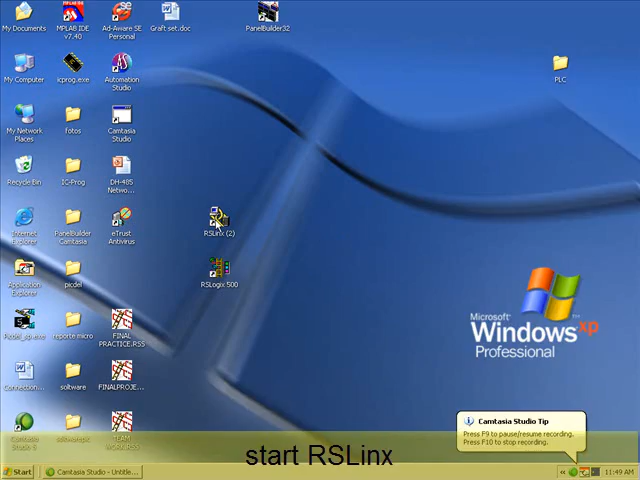 My Documents
MPLAB IDE
v7.40
Ad-Aware SE
Personal
Graft set.doc
PanelBuilder32
My Computer
icprog.exe
Automation
Studio
PLC
My Network
Places
fotos
Camtasia
Studio
Recycle Bin
IC-Prog
DH-485
Netwo...
Internet
Explorer
PanelBuilder
Camtasia
eTrust
Antivirus
RSLinx (2)
Application
Explorer
picdel
RSLogix 500
reporte micro
FINAL
PRACTICE.RSS
Microsoft
Windows xp
Professional
Connection...
software
FINALPROJE...
Camtasia
Studio 5
TEAM
WORK.RSS
Camtasia Studio Tip
Press F9 to pause/resume recording.
Press F10 to stop recording.
start RSLinx
Start
Camtasia Studio - Untitle...
11:49 AM